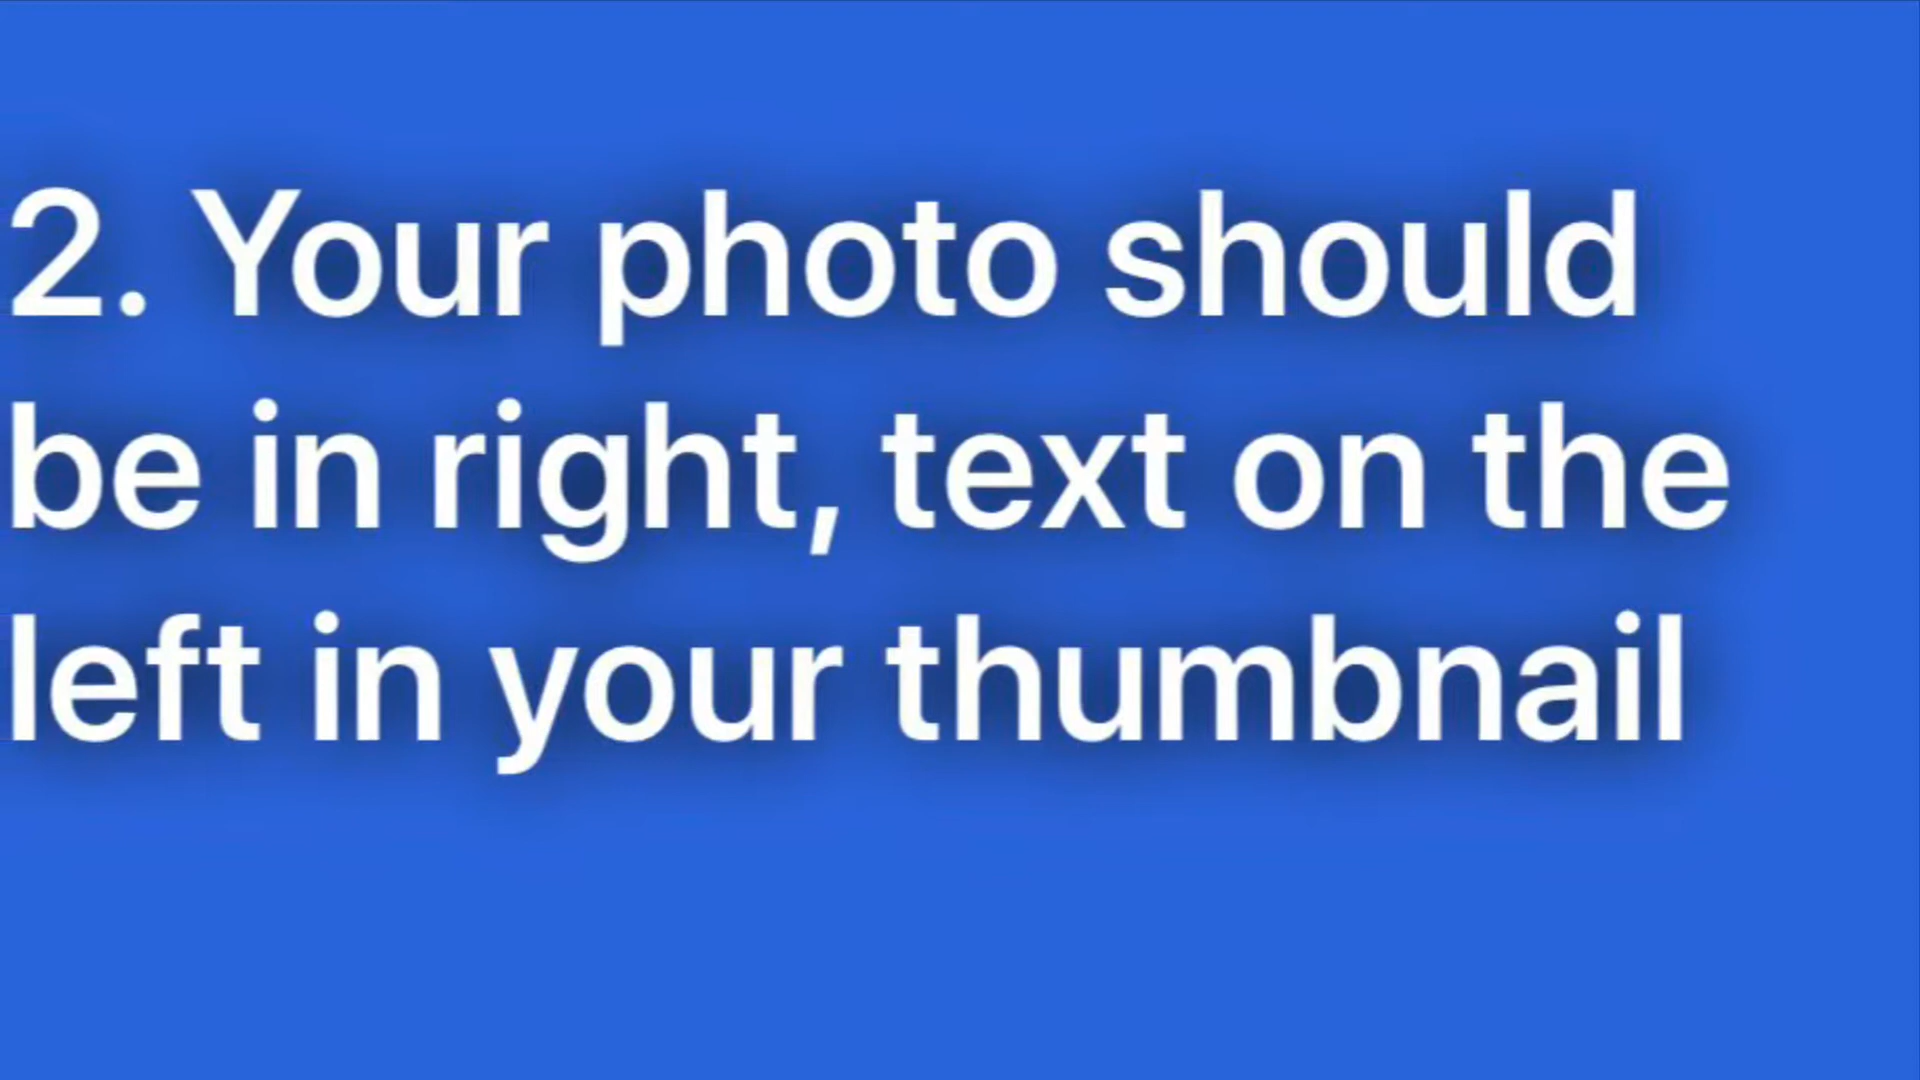 2. Your photo should
be in right, text on the
left in your thumbnail